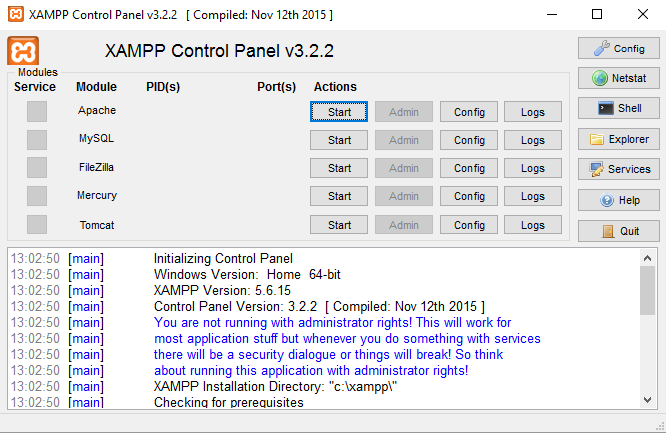 XAMPP Control Panel v3.2.2 [ Compiled: Nov 12th 2015 ]
XAMPP Control Panel v3.2.2
Config
Modules
Service Module PID(s) Port(s) Actions
Netstat
Apache Start Admin Config Logs
Shell
MySQL Start Admin Config Logs
Explorer
FileZilla Start Admin Config Logs
Services
Mercury Start Admin Config Logs
Help
Tomcat Start Admin Config Logs
Quit
13:02:50 [main] Initializing Control Panel
13:02:50 [main] Windows Version: Home 64-bit
13:02:50 [main] XAMPP Version: 5.6.15
13:02:50 [main] Control Panel Version: 3.2.2 [ Compiled: Nov 12th 2015 ]
13:02:50 [main] You are not running with administrator rights! This will work for
13:02:50 [main] most application stuff but whenever you do something with services
13:02:50 [main] there will be a security dialogue or things will break! So think
13:02:50 [main] about running this application with administrator rights!
13:02:50 [main] XAMPP Installation Directory: "c:\xampp\"
13:02:50 [main] Checking for prerequisites